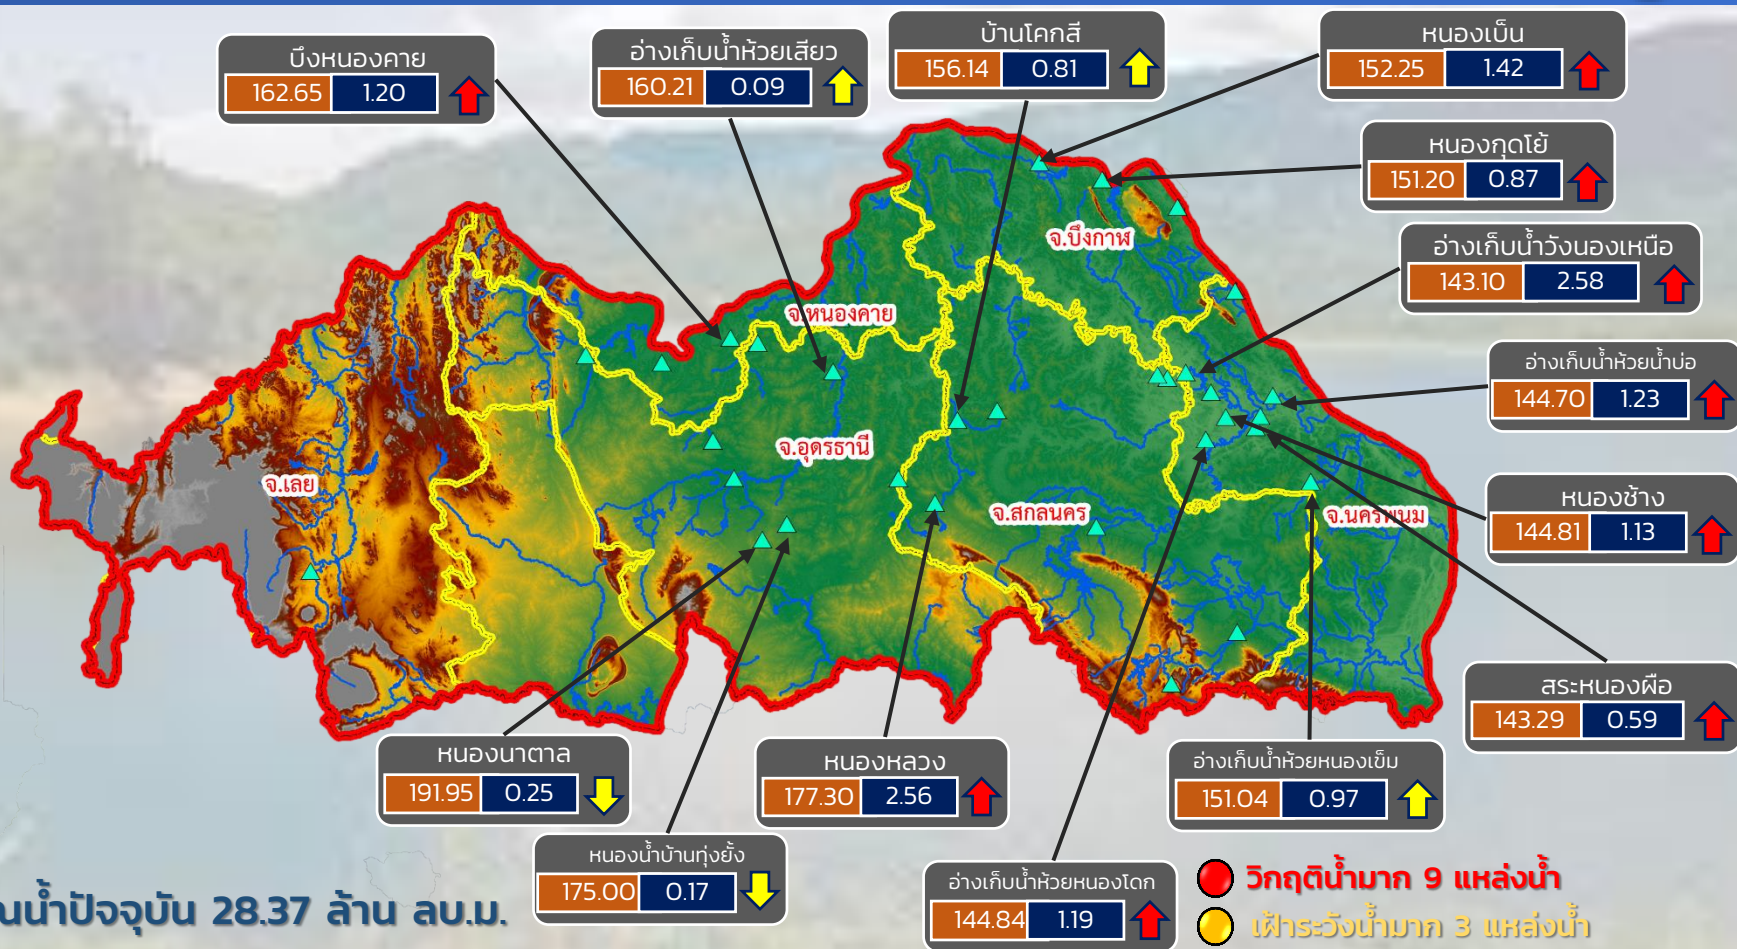 บึงหนองคาย
162.65 1.20
อ่างเก็บน้ำห้วยเสียว
160.21 0.09
บ้านโคกสี
156.14 0.81
หนองเบ็น
152.25 1.42
หนองกุดโย้
151.20 0.87
อ่างเก็บน้ำวังนองเหนือ
143.10 2.58
อ่างเก็บน้ำห้วยน้ำบ่อ
144.70 1.23
หนองช้าง
144.81 1.13
สระหนองผือ
143.29 0.59
จ.บึงกาฬ
จ.หนองคาย
จ.อุดรธานี
จ.เลย
จ.สกลนคร
จ.นครพนม
หนองนาตาล
191.95 0.25
หนองหลวง
177.30 2.56
อ่างเก็บน้ำห้วยหนองเข็ม
151.04 0.97
หนองน้ำบ้านทุ่งยั้ง
175.00 0.17
อ่างเก็บน้ำห้วยหนองโดก
144.84 1.19
ณน้ำปัจจุบัน 28.37 ล้าน ลบ.ม.
วิกฤติน้ำมาก 9 แหล่งน้ำ
เฝ้าระวังน้ำมาก 3 แหล่งน้ำ